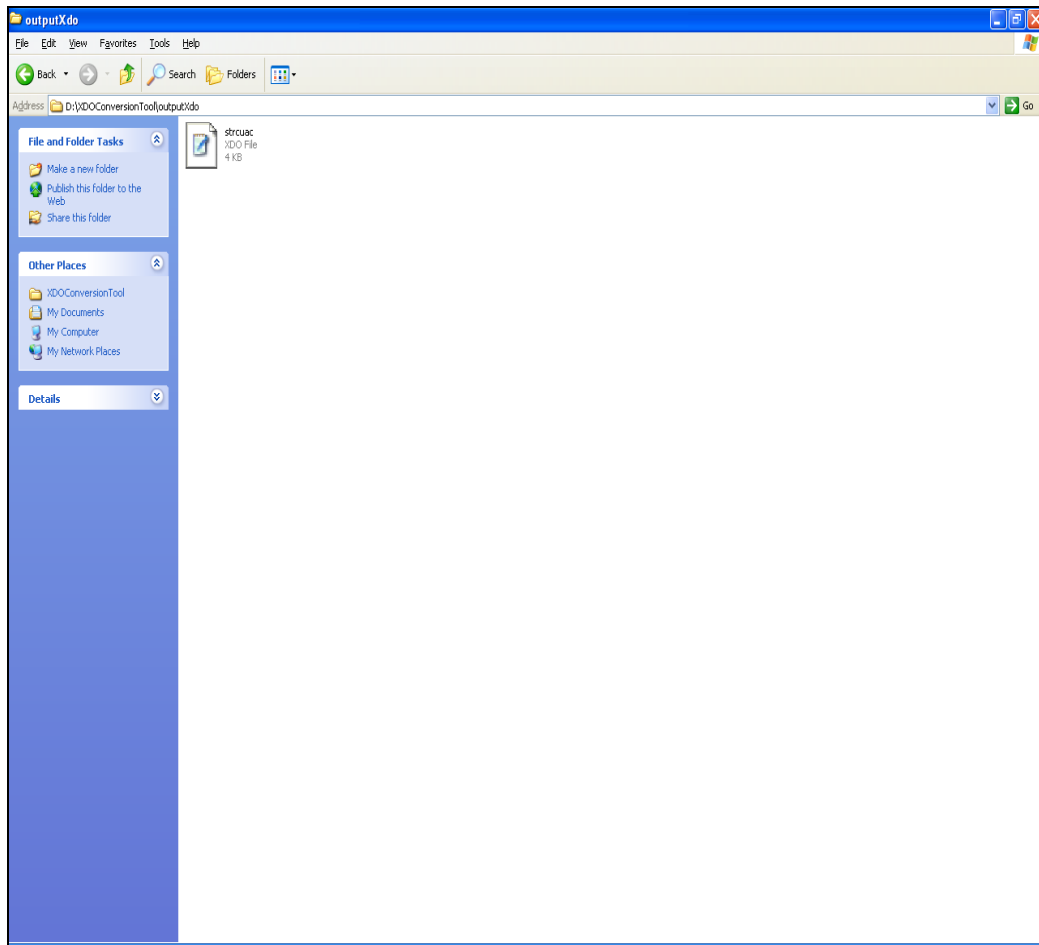 outputXdo
File Edit View Favorites Tools Help
Back Search Folders
Address D:\XDOConversionTool\outputXdo Go
File and Folder Tasks
Make a new folder
Publish this folder to the
Web
Share this folder
Other Places
XDOConversionTool
My Documents
My Computer
My Network Places
Details
strcuac
XDO File
4 KB